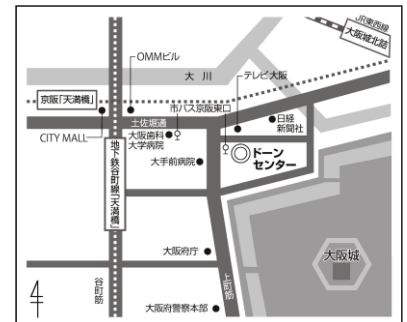 JR東西線
大阪城北詰
OMMビル
大川
テレビ大阪
京阪「天満橋」
市バス京阪東口
日経
新聞社
土佐堀通
CITY MALL
大阪歯科
大学病院
ドーン
センター
大手前病院
地下鉄谷町線「天満橋」
大阪城
大阪府庁
上町筋
谷町筋
大阪府警察本部